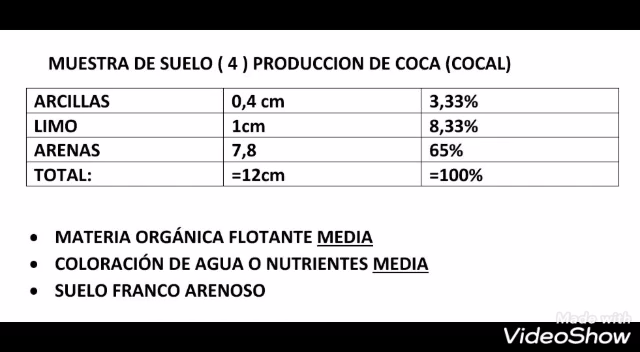 MUESTRA DE SUELO ( 4 ) PRODUCCION DE COCA (COCAL)
ARCILLAS 0,4 cm 3,33%
LIMO 1cm 8,33%
ARENAS 7,8 65%
TOTAL: =12cm =100%
• MATERIA ORGÁNICA FLOTANTE MEDIA
• COLORACIÓN DE AGUA O NUTRIENTES MEDIA
• SUELO FRANCO ARENOSO
Made with
VideoShow